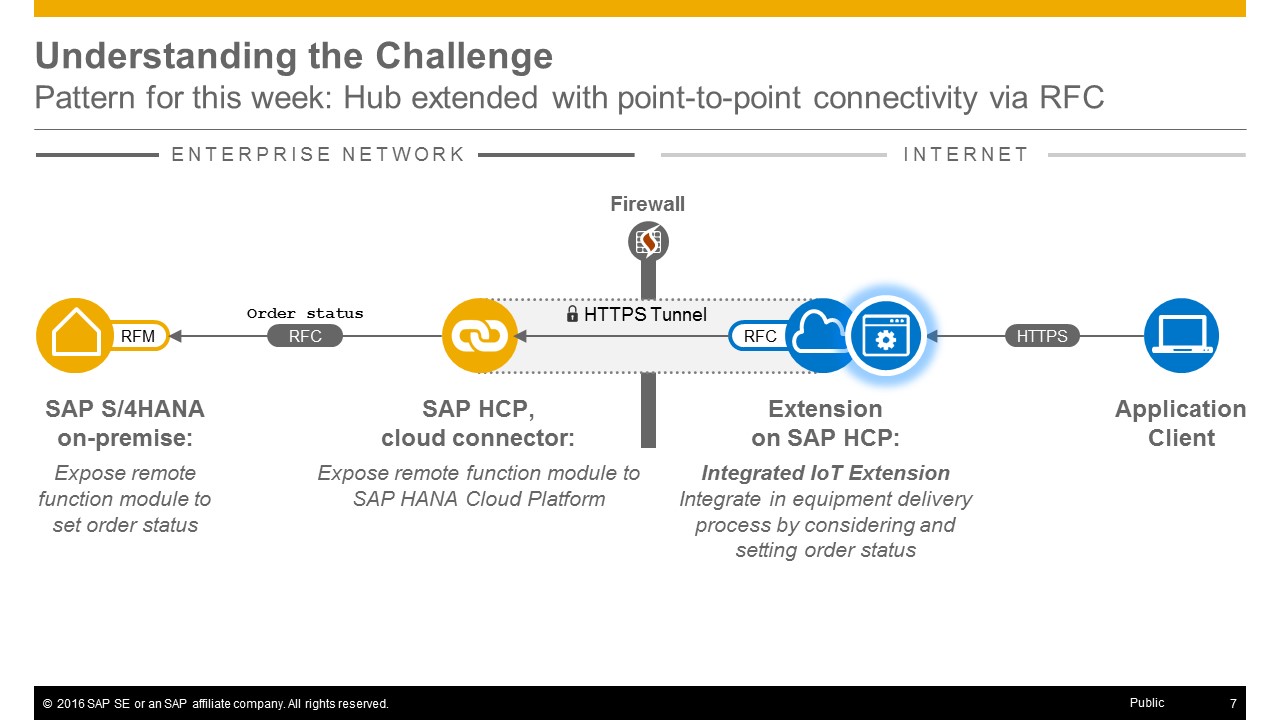 Understanding the Challenge
Pattern for this week: Hub extended with point-to-point connectivity via RFC
ENTERPRISE NETWORK
INTERNET
Firewall
Order status
HTTPS Tunnel
RFM
RFC
RFC
HTTPS
SAP S/4HANA
on-premise:
Expose remote
function module to
set order status
SAP HCP,
cloud connector:
Expose remote function module to
SAP HANA Cloud Platform
Extension
on SAP HCP:
Integrated IoT Extension
Integrate in equipment delivery
process by considering and
setting order status
Application
Client
© 2016 SAP SE or an SAP affiliate company. All rights reserved.
Public
7